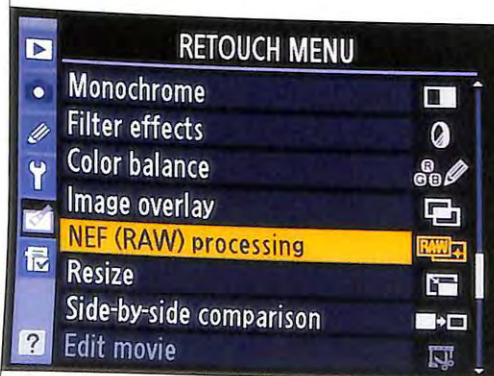 RETOUCH MENU
Monochrome
Filter effects
Color balance
R
G B
Image overlay
NEF (RAW) processing
RAW+
Resize
Side-by-side comparison
Edit movie
?